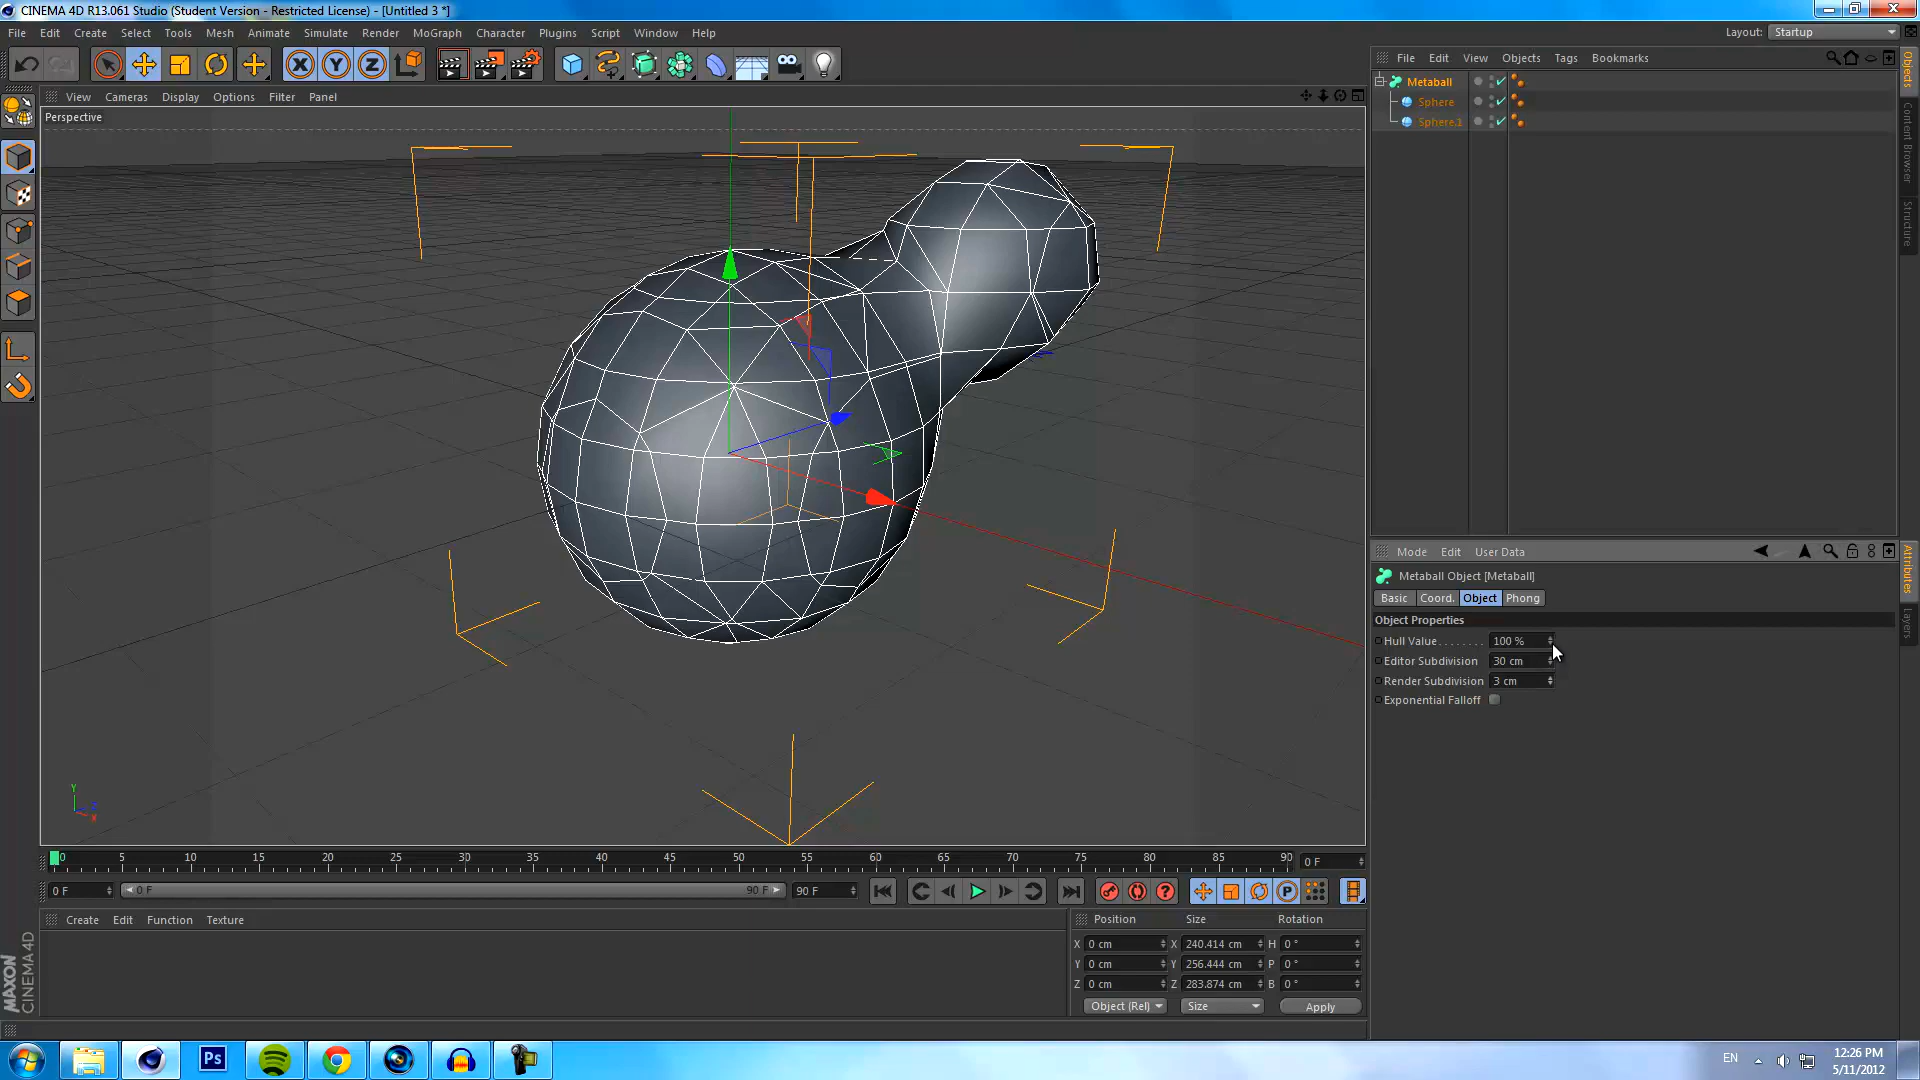 CINEMA 4D R13.061 Studio (Student Version - Restricted License) - [Untitled 3 *]
File Edit Create Select Tools Mesh Animate Simulate Render MoGraph Character Plugins Script Window Help
Layout: Startup
X Y Z
File Edit View Objects Tags Bookmarks
View Cameras Display Options Filter Panel
Perspective
Metaball
Sphere
Sphere.1
Objects
Content Browser
Structure
Y
Z
X
Mode Edit User Data
Metaball Object [Metaball]
Basic Coord. Object Phong
Object Properties
Hull Value . . . . . . . . 100 %
Editor Subdivision 30 cm
Render Subdivision 3 cm
Exponential Falloff
Attributes
Layers
0 5 10 15 20 25 30 35 40 45 50 55 60 65 70 75 80 85 90 0 F
0 F 0 F 90 F 90 F
P
Create Edit Function Texture
Position Size Rotation
X 0 cm X 240.414 cm H 0 °
Y 0 cm Y 256.444 cm P 0 °
Z 0 cm Z 283.874 cm B 0 °
Object (Rel) Size Apply
MAXON
CINEMA 4D
Ps
EN
12:26 PM
5/11/2012